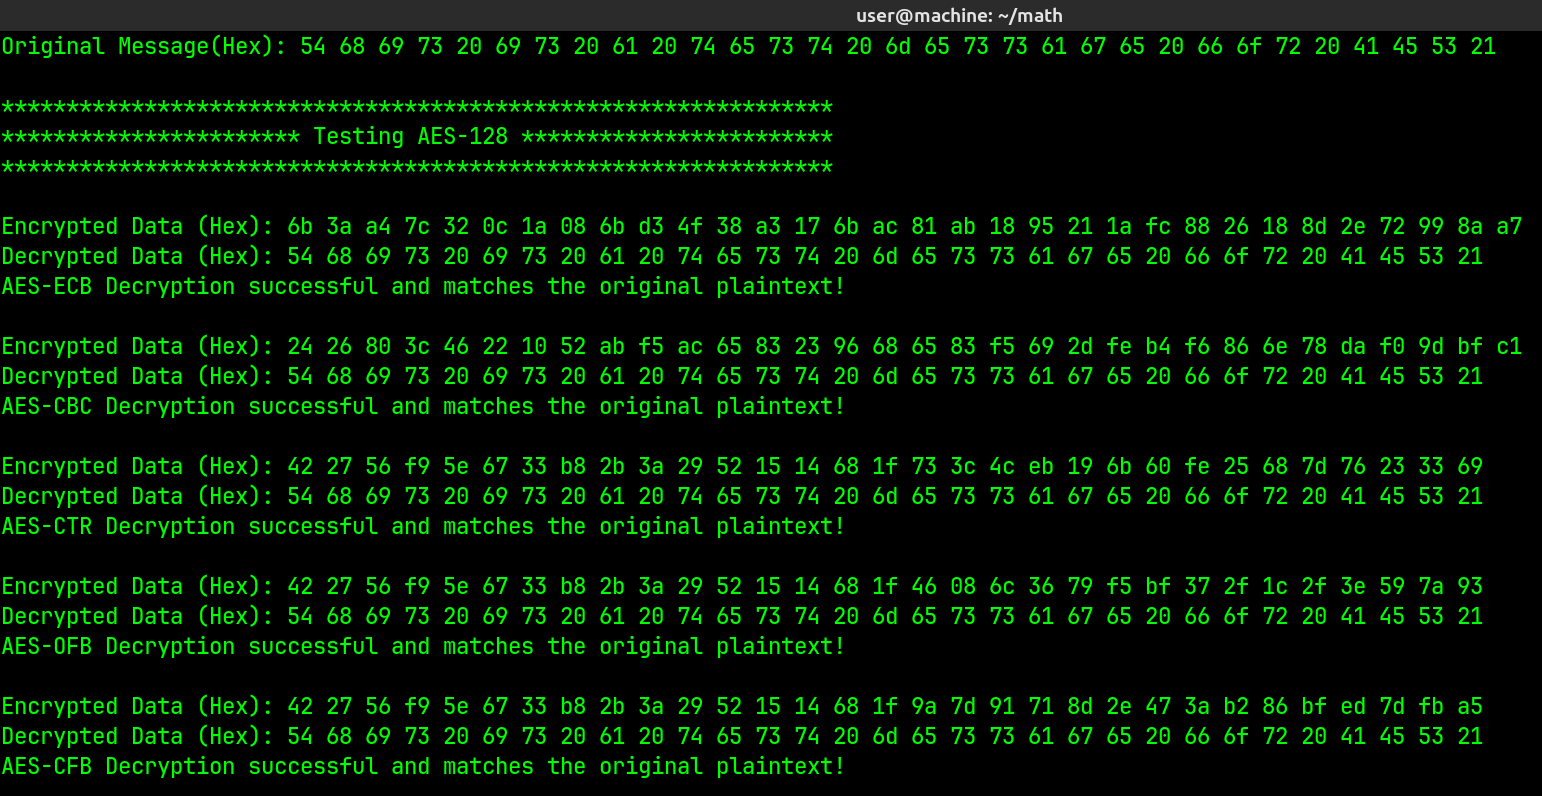 user@machine: ~/math
Original Message(Hex): 54 68 69 73 20 69 73 20 61 20 74 65 73 74 20 6d 65 73 73 61 67 65 20 66 6f 72 20 41 45 53 21
****************************************************************
*********************** Testing AES-128 ************************
****************************************************************
Encrypted Data (Hex): 6b 3a a4 7c 32 0c 1a 08 6b d3 4f 38 a3 17 6b ac 81 ab 18 95 21 1a fc 88 26 18 8d 2e 72 99 8a a7
Decrypted Data (Hex): 54 68 69 73 20 69 73 20 61 20 74 65 73 74 20 6d 65 73 73 61 67 65 20 66 6f 72 20 41 45 53 21
AES-ECB Decryption successful and matches the original plaintext!
Encrypted Data (Hex): 24 26 80 3c 46 22 10 52 ab f5 ac 65 83 23 96 68 65 83 f5 69 2d fe b4 f6 86 6e 78 da f0 9d bf c1
Decrypted Data (Hex): 54 68 69 73 20 69 73 20 61 20 74 65 73 74 20 6d 65 73 73 61 67 65 20 66 6f 72 20 41 45 53 21
AES-CBC Decryption successful and matches the original plaintext!
Encrypted Data (Hex): 42 27 56 f9 5e 67 33 b8 2b 3a 29 52 15 14 68 1f 73 3c 4c eb 19 6b 60 fe 25 68 7d 76 23 33 69
Decrypted Data (Hex): 54 68 69 73 20 69 73 20 61 20 74 65 73 74 20 6d 65 73 73 61 67 65 20 66 6f 72 20 41 45 53 21
AES-CTR Decryption successful and matches the original plaintext!
Encrypted Data (Hex): 42 27 56 f9 5e 67 33 b8 2b 3a 29 52 15 14 68 1f 46 08 6c 36 79 f5 bf 37 2f 1c 2f 3e 59 7a 93
Decrypted Data (Hex): 54 68 69 73 20 69 73 20 61 20 74 65 73 74 20 6d 65 73 73 61 67 65 20 66 6f 72 20 41 45 53 21
AES-OFB Decryption successful and matches the original plaintext!
Encrypted Data (Hex): 42 27 56 f9 5e 67 33 b8 2b 3a 29 52 15 14 68 1f 9a 7d 91 71 8d 2e 47 3a b2 86 bf ed 7d fb a5
Decrypted Data (Hex): 54 68 69 73 20 69 73 20 61 20 74 65 73 74 20 6d 65 73 73 61 67 65 20 66 6f 72 20 41 45 53 21
AES-CFB Decryption successful and matches the original plaintext!